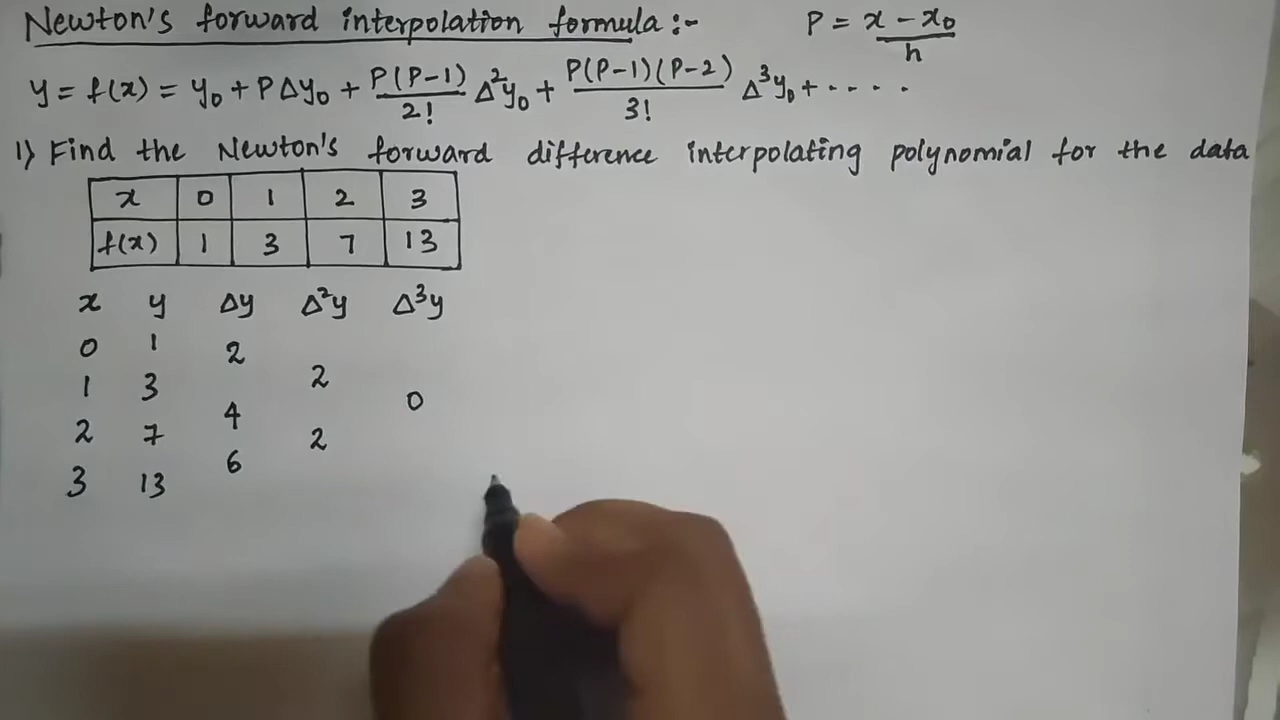 Newton's forward interpolation formula :- P = x - x₀ / h
y = f(x) = y₀ + P Δy₀ + P(P-1) / 2! Δ²y₀ + P(P-1)(P-2) / 3! Δ³y₀ + . . . .
1) Find the Newton's forward difference interpolating polynomial for the data
x 0 1 2 3
f(x) 1 3 7 13
x y Δy Δ²y Δ³y
0 1 2
2
1 3 0
4
2 7 2
6
3 13